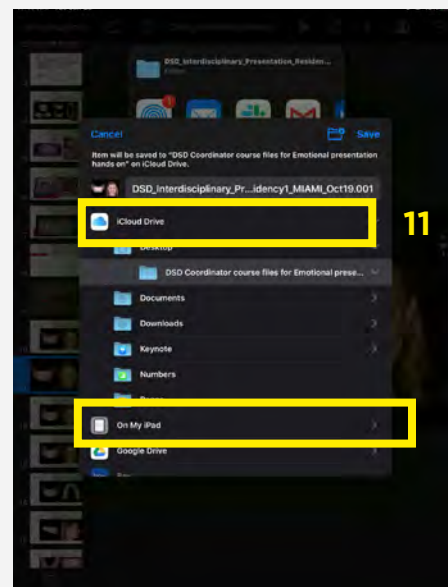 DSD_Interdisciplinary_Presentation_Residen...
Cancel
Save
Item will be saved to "DSD Coordinator course files for Emotional presentation
hands on" on iCloud Drive.
DSD_Interdisciplinary_Pr...idency1_MIAMI_Oct19.001
iCloud Drive
11
Desktop
DSD Coordinator course files for Emotional prese...
Documents
Downloads
Keynote
Numbers
On My iPad
Google Drive